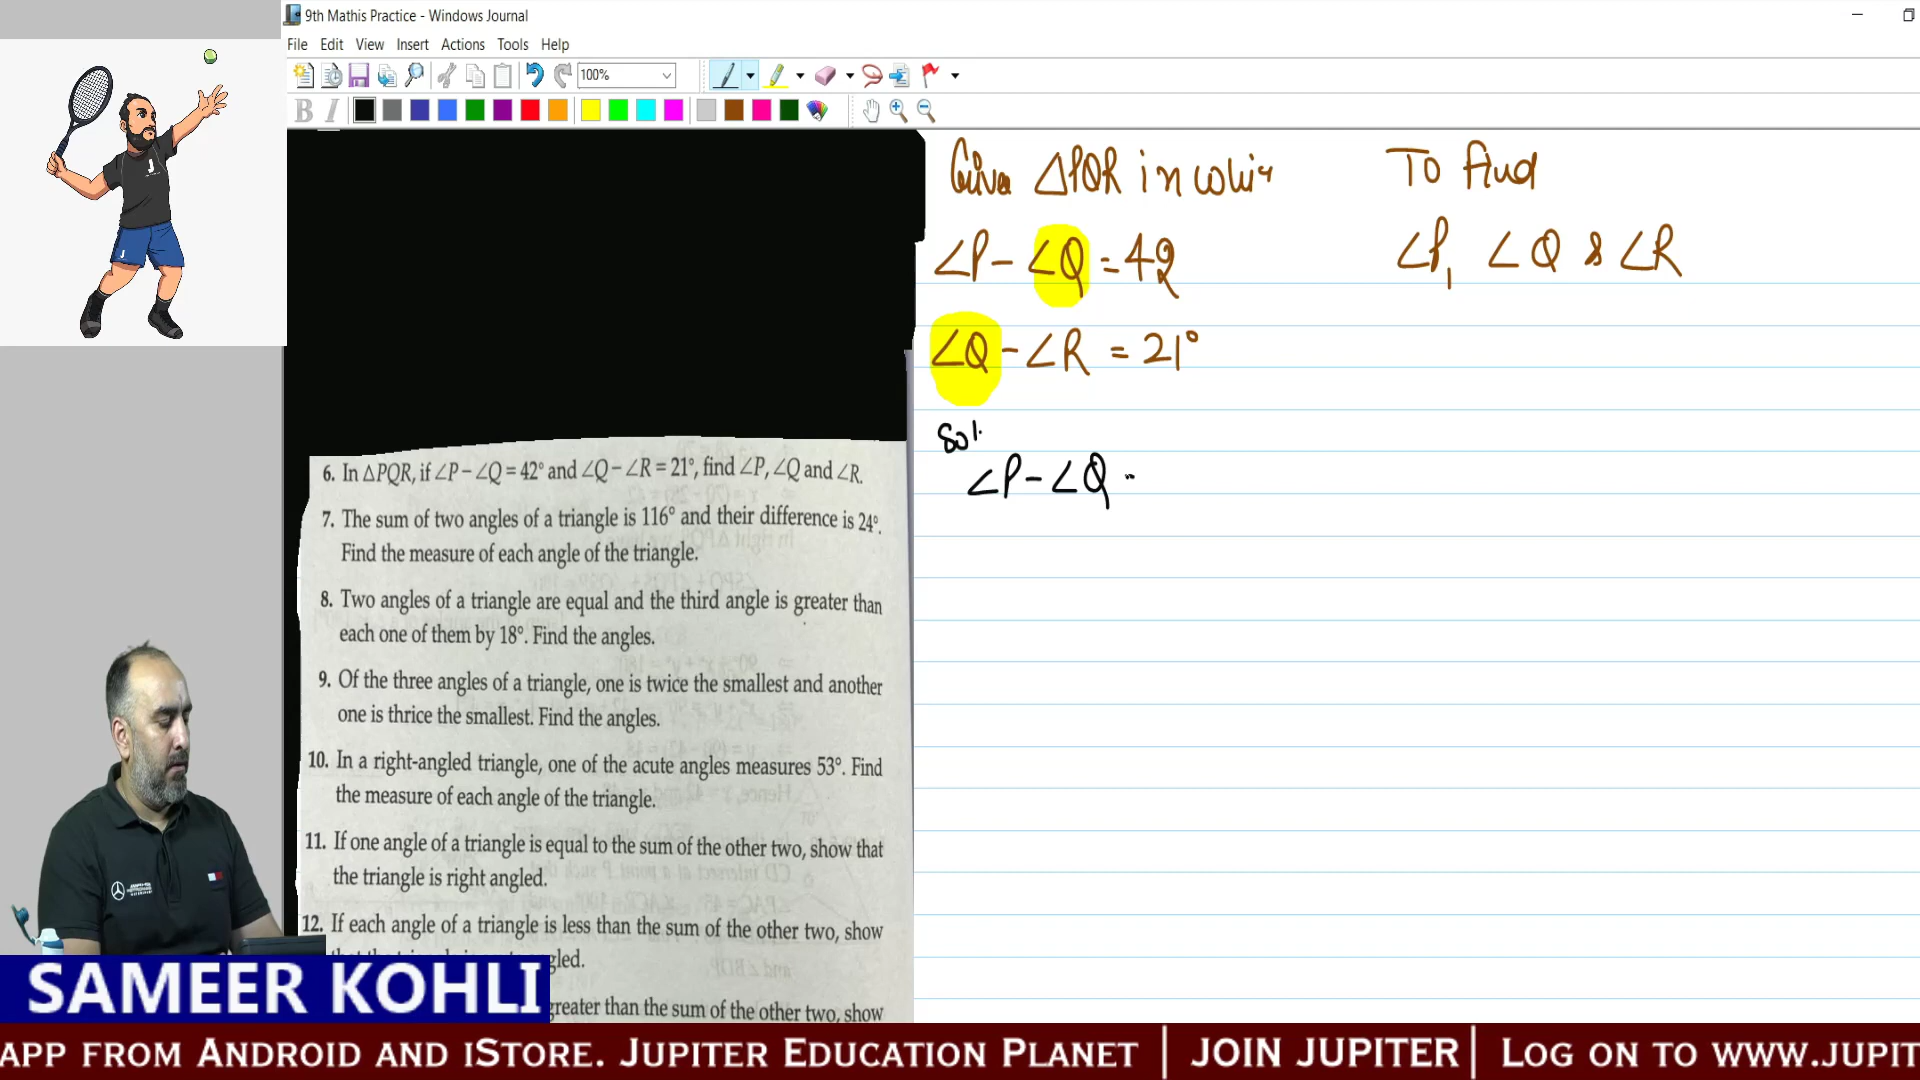 9th Mathis Practice - Windows Journal
File Edit View Insert Actions Tools Help
100%
B I
Given △PQR in which
To find
∠P - ∠Q = 42
∠P, ∠Q & ∠R
∠Q - ∠R = 21°
Sol.
∠P - ∠Q -
6. In △PQR, if ∠P − ∠Q = 42° and ∠Q − ∠R = 21°, find ∠P, ∠Q and ∠R.
7. The sum of two angles of a triangle is 116° and their difference is 24°.
Find the measure of each angle of the triangle.
8. Two angles of a triangle are equal and the third angle is greater than
each one of them by 18°. Find the angles.
9. Of the three angles of a triangle, one is twice the smallest and another
one is thrice the smallest. Find the angles.
10. In a right-angled triangle, one of the acute angles measures 53°. Find
the measure of each angle of the triangle.
11. If one angle of a triangle is equal to the sum of the other two, show that
the triangle is right angled.
12. If each angle of a triangle is less than the sum of the other two, show
gled.
greater than the sum of the other two, show
SAMEER KOHLI
APP FROM ANDROID AND ISTORE. JUPITER EDUCATION PLANET | JOIN JUPITER | LOG ON TO WWW.JUPIT